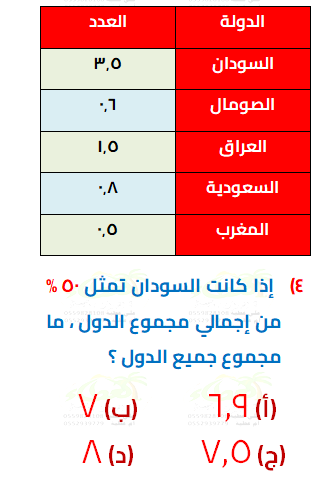 الدولة العدد
السودان ٣,٥
الصومال ٠,٦
العراق ١,٥
السعودية ٠,٨
المغرب ٠,٥
٤) إذا كانت السودان تمثل ٥٠ %
من إجمالي مجموع الدول ، ما
مجموع جميع الدول ؟
(أ) ٦,٩ (ب) ٧
(ج) ٧,٥ (د) ٨